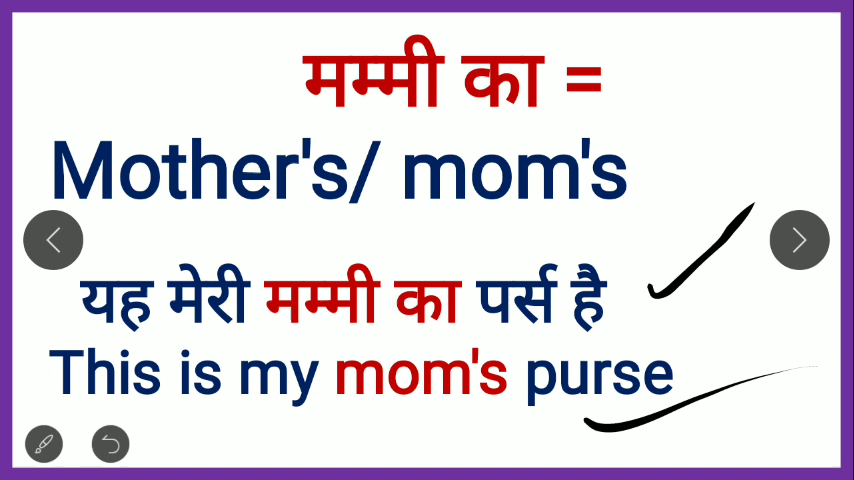 मम्मी का =
Mother's/ mom's
यह मेरी मम्मी का पर्स है
This is my mom's purse